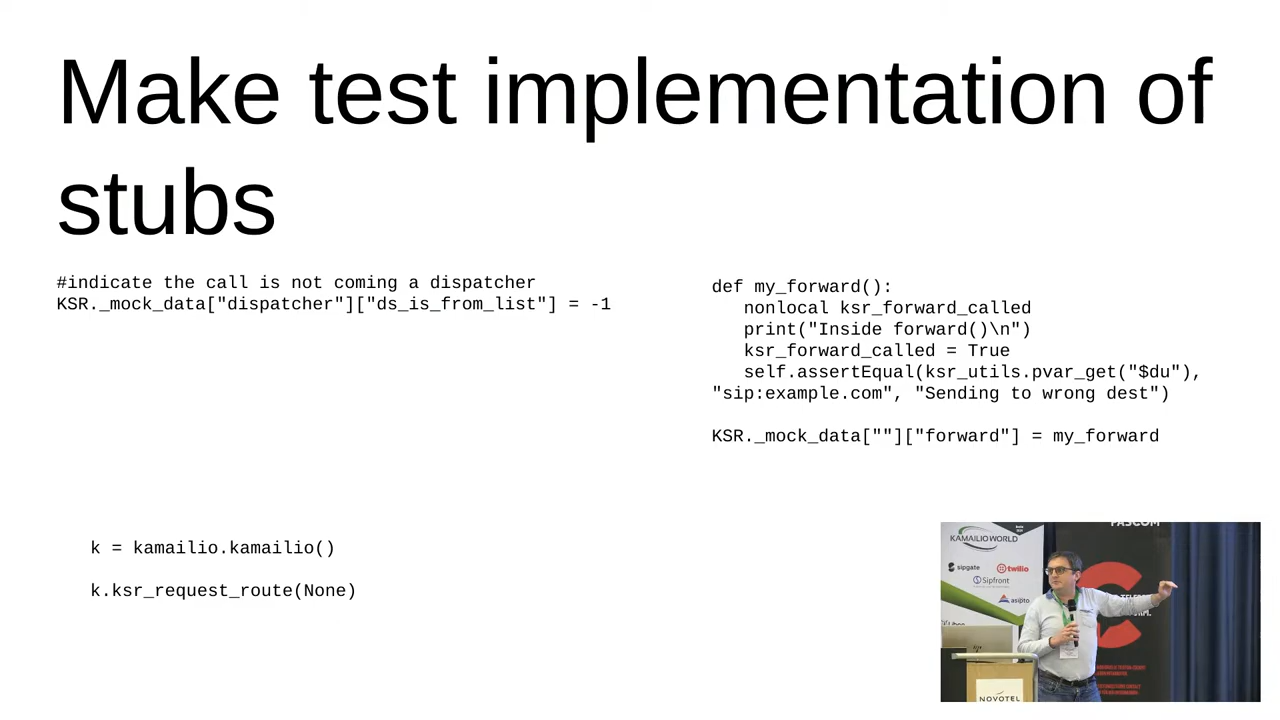 Make test implementation of
stubs
#indicate the call is not coming a dispatcher
KSR._mock_data["dispatcher"]["ds_is_from_list"] = -1
def my_forward():
nonlocal ksr_forward_called
print("Inside forward()\n")
ksr_forward_called = True
self.assertEqual(ksr_utils.pvar_get("$du"),
"sip:example.com", "Sending to wrong dest")
KSR._mock_data[""]["forward"] = my_forward
k = kamailio.kamailio()
k.ksr_request_route(None)
KAMAILIO WORLD
sipgate
twilio
Sipfront
PASCOM
NOVOTEL